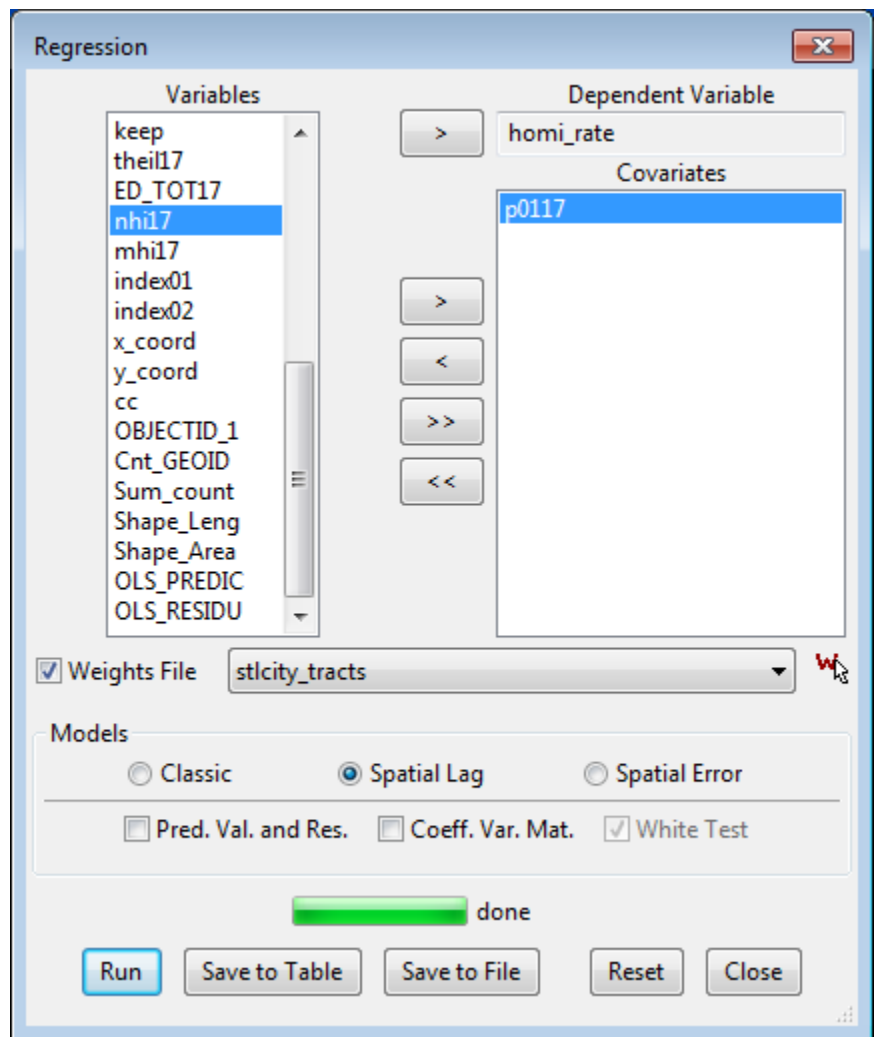 Regression
Variables
keep
theil17
ED_TOT17
nhi17
mhi17
index01
index02
x_coord
y_coord
cc
OBJECTID_1
Cnt_GEOID
Sum_count
Shape_Leng
Shape_Area
OLS_PREDIC
OLS_RESIDU
>
>
<
>>
<<
Dependent Variable
homi_rate
Covariates
p0117
Weights File stlcity_tracts W
Models
Classic Spatial Lag Spatial Error
Pred. Val. and Res. Coeff. Var. Mat. White Test
done
Run Save to Table Save to File Reset Close